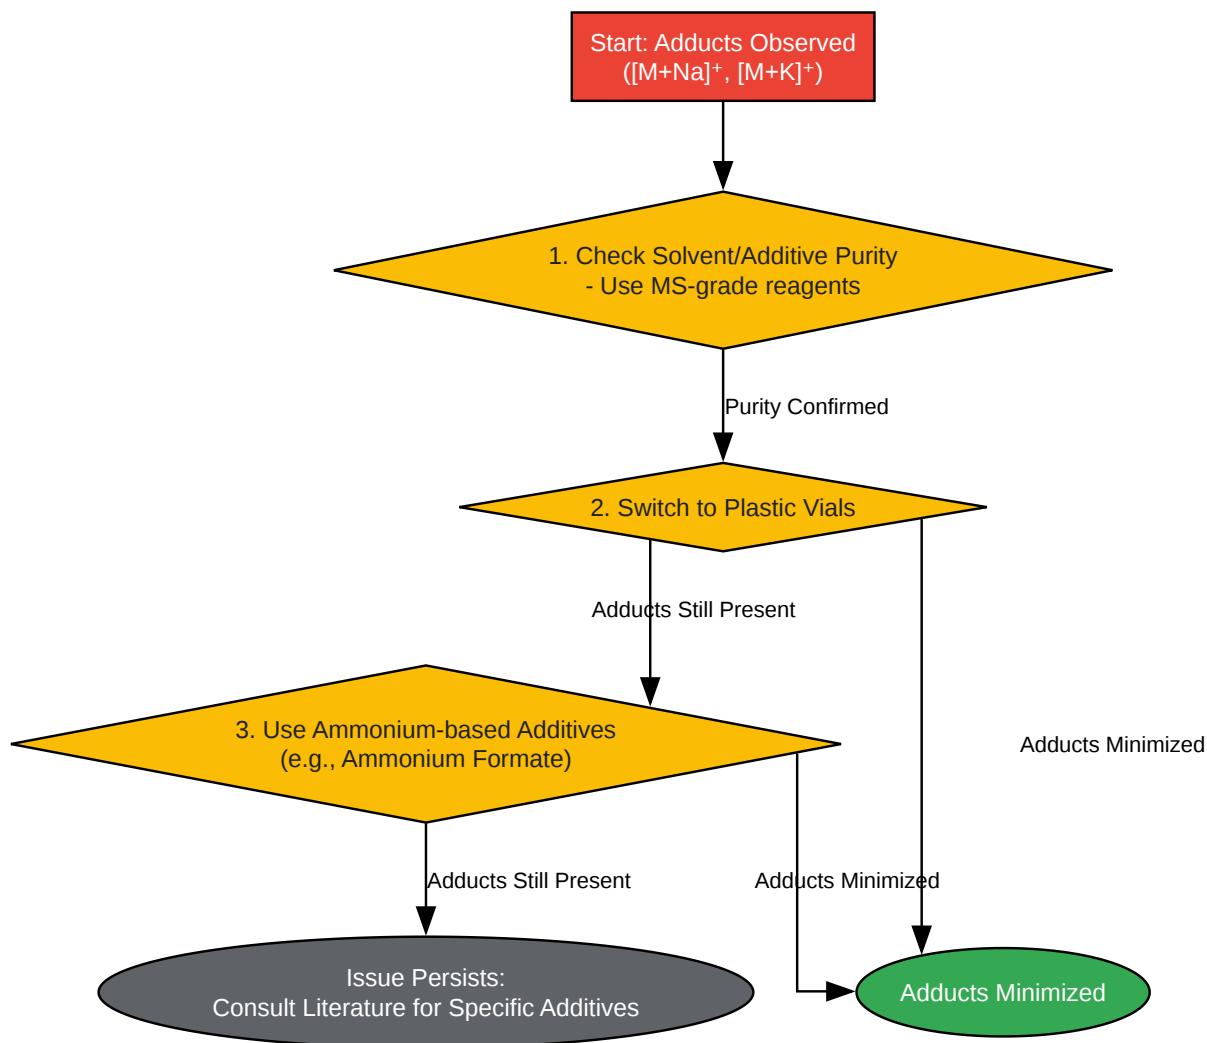 Start: Adducts Observed
([M+Na]⁺, [M+K]⁺)
1. Check Solvent/Additive Purity
- Use MS-grade reagents
Purity Confirmed
2. Switch to Plastic Vials
Adducts Still Present
3. Use Ammonium-based Additives
(e.g., Ammonium Formate)
Adducts Minimized
Adducts Still Present
Adducts Minimized
Issue Persists:
Consult Literature for Specific Additives
Adducts Minimized